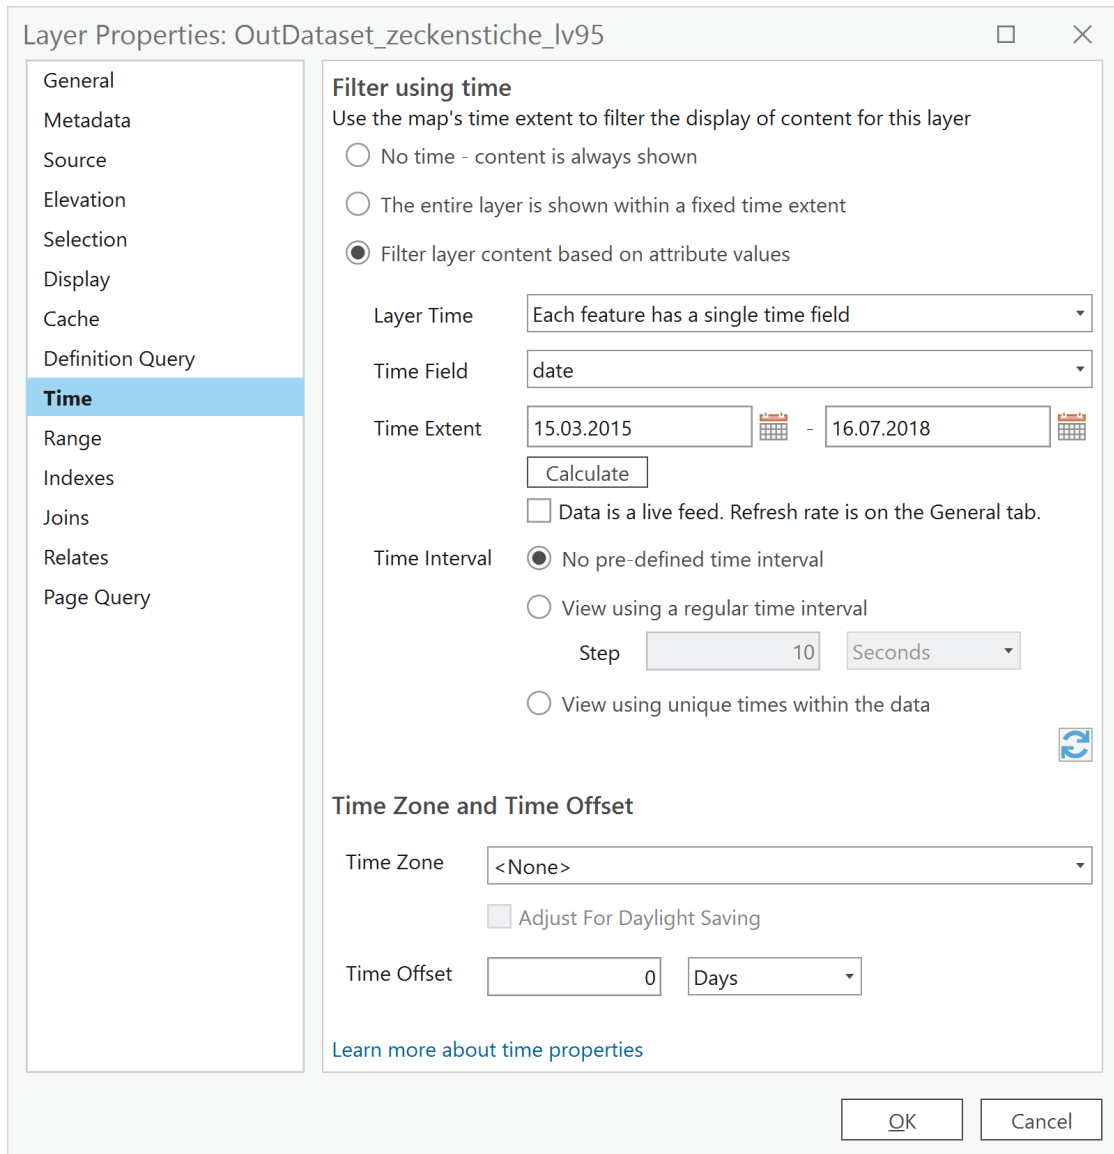 Layer Properties: OutDataset_zeckenstiche_lv95
General
Metadata
Source
Elevation
Selection
Display
Cache
Definition Query
Time
Range
Indexes
Joins
Relates
Page Query
Filter using time
Use the map's time extent to filter the display of content for this layer
No time - content is always shown
The entire layer is shown within a fixed time extent
Filter layer content based on attribute values
Layer Time Each feature has a single time field
Time Field date
Time Extent 15.03.2015 - 16.07.2018
Calculate
Data is a live feed. Refresh rate is on the General tab.
Time Interval No pre-defined time interval
View using a regular time interval
Step 10 Seconds
View using unique times within the data
Time Zone and Time Offset
Time Zone <None>
Adjust For Daylight Saving
Time Offset 0 Days
Learn more about time properties
OK Cancel